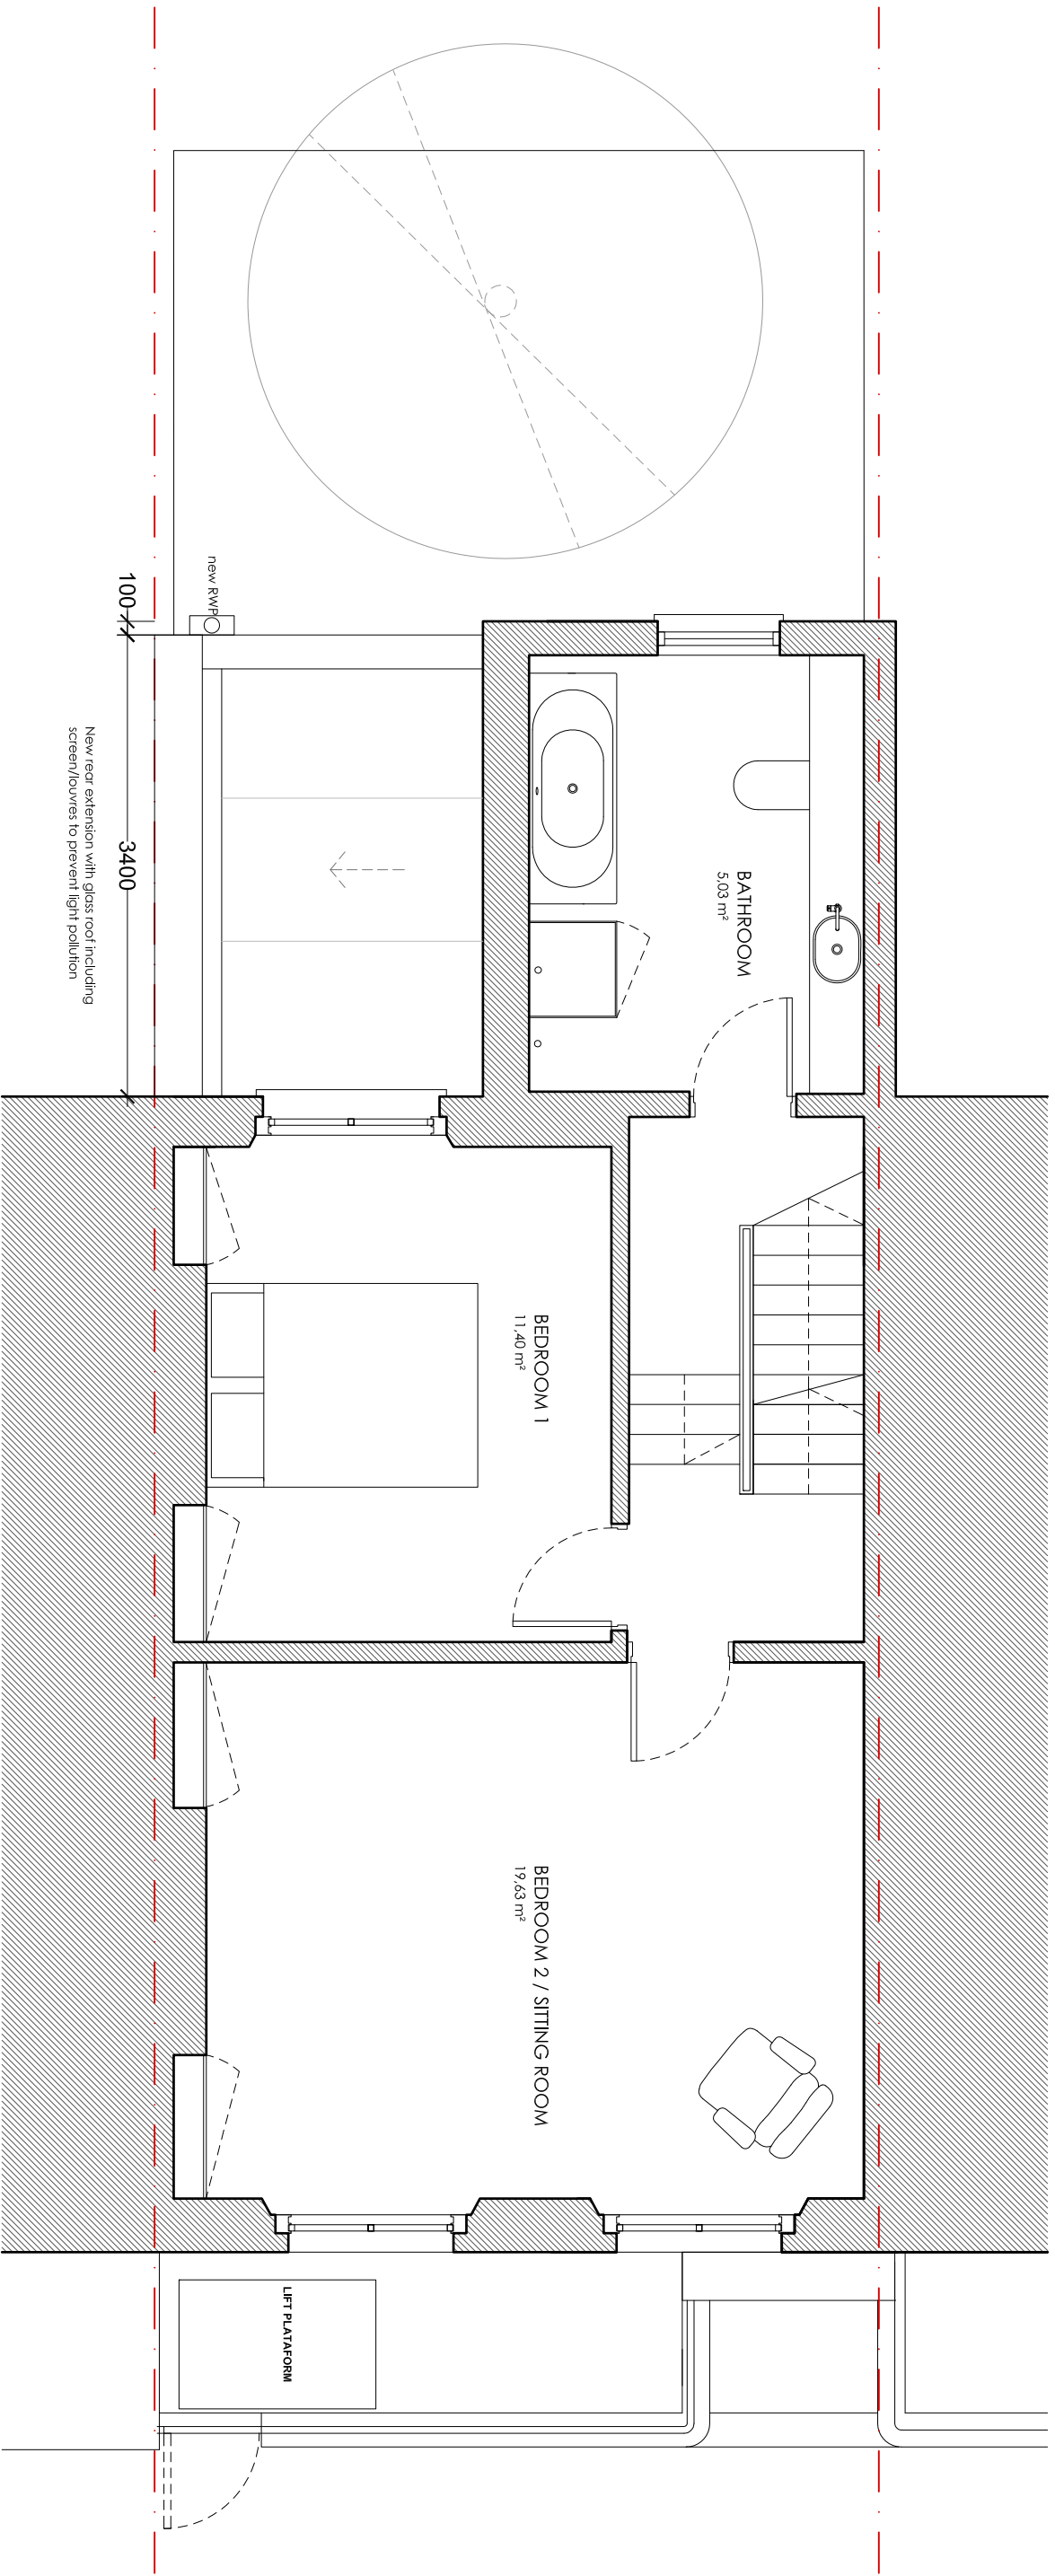 new RWP
100
3400
New rear extension with glass roof including
screen/louvres to prevent light pollution
BATHROOM
5,03 m²
BEDROOM 1
11,40 m²
BEDROOM 2 / SITTING ROOM
19,63 m²
LIFT PLATAFORM